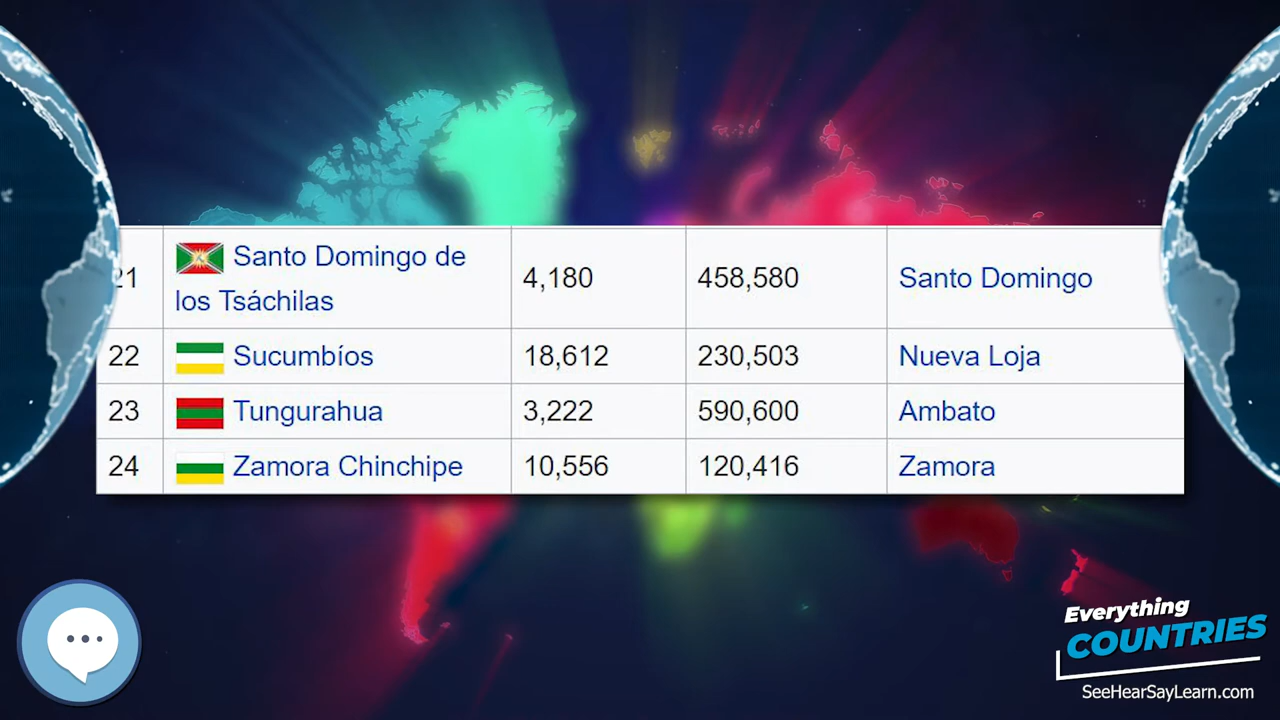 21 Santo Domingo de
los Tsáchilas 4,180 458,580 Santo Domingo
22 Sucumbíos 18,612 230,503 Nueva Loja
23 Tungurahua 3,222 590,600 Ambato
24 Zamora Chinchipe 10,556 120,416 Zamora
Everything
COUNTRIES
SeeHearSayLearn.com